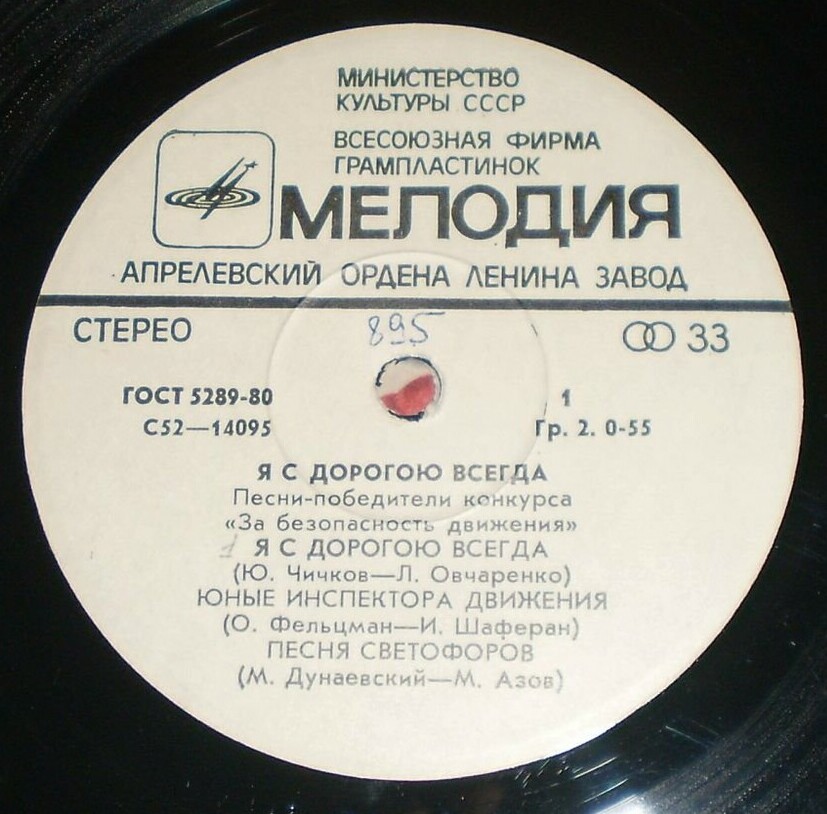 МИНИСТЕРСТВО
КУЛЬТУРЫ СССР
ВСЕСОЮЗНАЯ ФИРМА
ГРАМПЛАСТИНОК
МЕЛОДИЯ
АПРЕЛЕВСКИЙ ОРДЕНА ЛЕНИНА ЗАВОД
СТЕРЕО 895 33
ГОСТ 5289-80 1
С52—14095 Гр. 2. 0-55
Я С ДОРОГОЮ ВСЕГДА
Песни-победители конкурса
«За безопасность движения»
1 Я С ДОРОГОЮ ВСЕГДА
(Ю. Чичков—Л. Овчаренко)
ЮНЫЕ ИНСПЕКТОРА ДВИЖЕНИЯ
(О. Фельцман—И. Шаферан)
ПЕСНЯ СВЕТОФОРОВ
(М. Дунаевский—М. Азов)